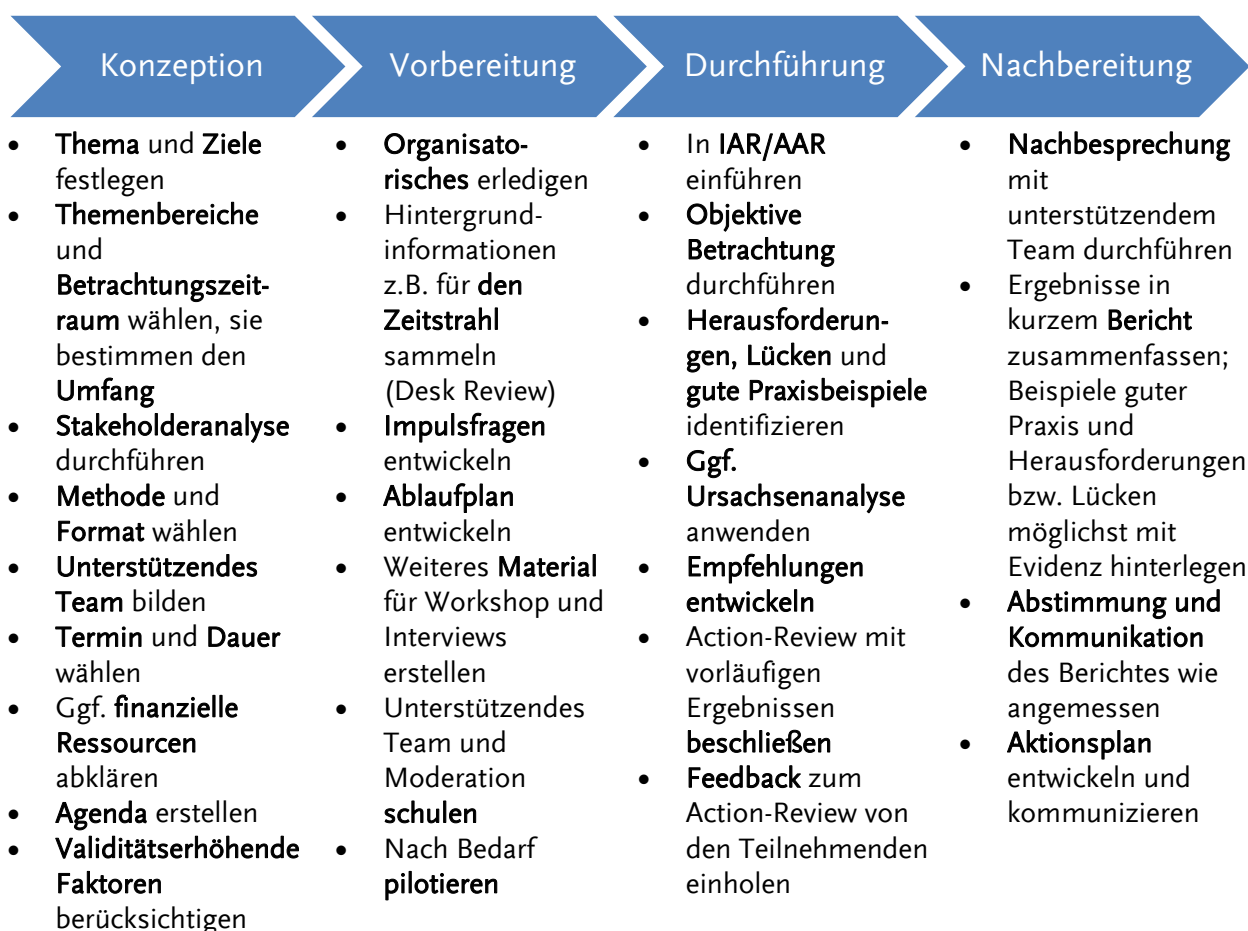 Konzeption
Vorbereitung
Durchführung
Nachbereitung
• Thema und Ziele
festlegen
• Themenbereiche
und
Betrachtungszeit-
raum wählen, sie
bestimmen den
Umfang
• Stakeholderanalyse
durchführen
• Methode und
Format wählen
• Unterstützendes
Team bilden
• Termin und Dauer
wählen
• Ggf. finanzielle
Ressourcen
abklären
• Agenda erstellen
• Validitätserhöhende
Faktoren
berücksichtigen
• Organisato-
risches erledigen
• Hintergrund-
informationen
z.B. für den
Zeitstrahl
sammeln
(Desk Review)
• Impulsfragen
entwickeln
• Ablaufplan
entwickeln
• Weiteres Material
für Workshop und
Interviews
erstellen
• Unterstützendes
Team und
Moderation
schulen
• Nach Bedarf
pilotieren
• In IAR/AAR
einführen
• Objektive
Betrachtung
durchführen
• Herausforderun-
gen, Lücken und
gute Praxisbeispiele
identifizieren
• Ggf.
Ursachsenanalyse
anwenden
• Empfehlungen
entwickeln
• Action-Review mit
vorläufigen
Ergebnissen
beschließen
• Feedback zum
Action-Review von
den Teilnehmenden
einholen
• Nachbesprechung
mit
unterstützendem
Team durchführen
• Ergebnisse in
kurzem Bericht
zusammenfassen;
Beispiele guter
Praxis und
Herausforderungen
bzw. Lücken
möglichst mit
Evidenz hinterlegen
• Abstimmung und
Kommunikation
des Berichtes wie
angemessen
• Aktionsplan
entwickeln und
kommunizieren